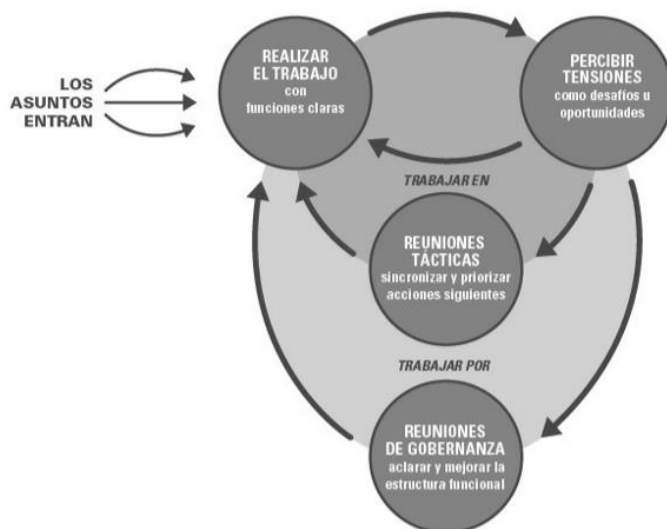 LOS
ASUNTOS
ENTRAN
REALIZAR
EL TRABAJO
con
funciones claras
PERCIBIR
TENSIONES
como desafíos u
oportunidades
TRABAJAR EN
REUNIONES
TÁCTICAS
sincronizar y priorizar
acciones siguientes
TRABAJAR POR
REUNIONES
DE GOBERNANZA
aclarar y mejorar la
estructura funcional